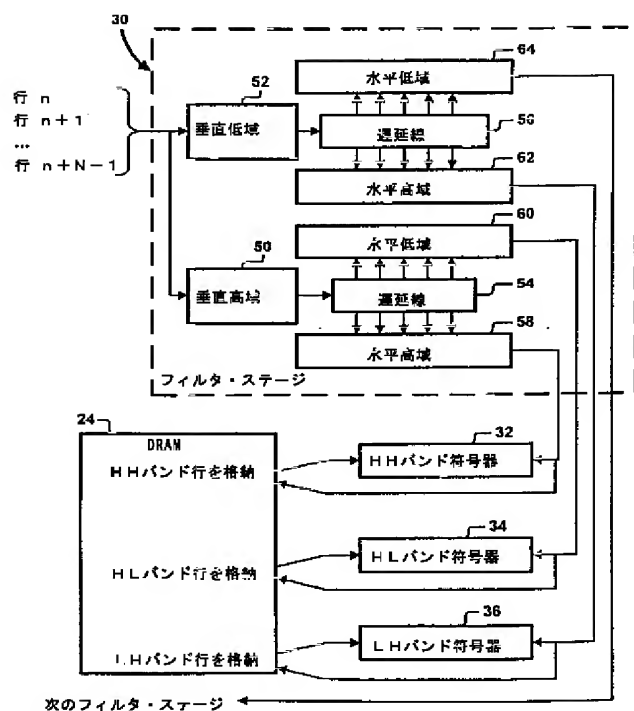 30
64
水平低域
行 n
行 n+1
...
行 n+N-1
52
垂直低域
56
遅延線
62
水平高域
60
水平低域
50
垂直高域
54
遅延線
58
水平高域
フィルタ・ステージ
24
DRAM
HHバンド行を格納
32
HHバンド符号器
HLバンド行を格納
34
HLバンド符号器
LHバンド行を格納
36
LHバンド符号器
次のフィルタ・ステージ